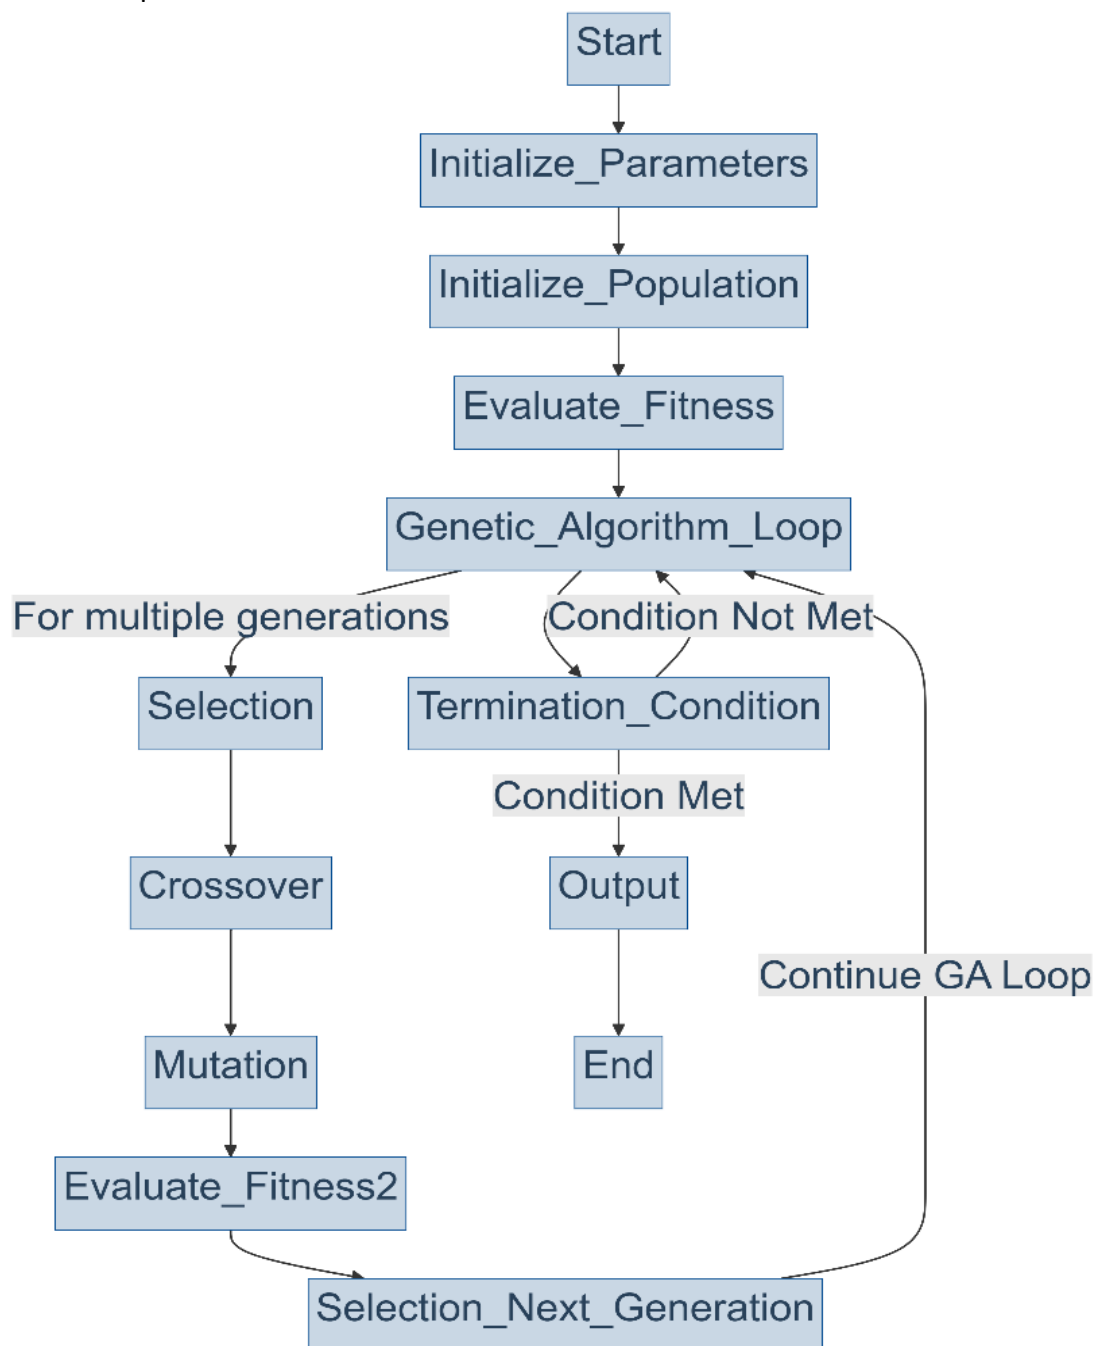 Start
Initialize_Parameters
Initialize_Population
Evaluate_Fitness
Genetic_Algorithm_Loop
For multiple generations
Condition Not Met
Selection
Termination_Condition
Condition Met
Crossover
Output
Continue GA Loop
Mutation
End
Evaluate_Fitness2
Selection_Next_Generation